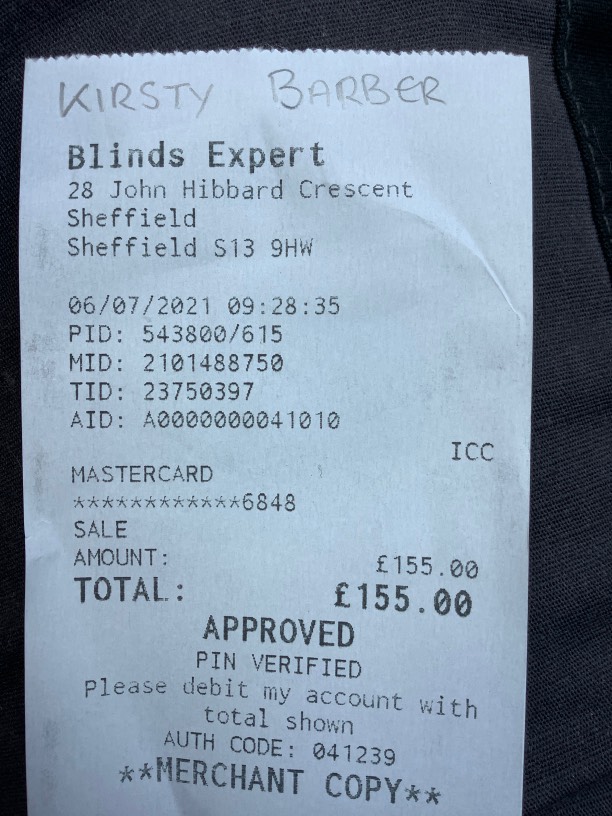 KIRSTY BARBER
Blinds Expert
28 John Hibbard Crescent
Sheffield
Sheffield S13 9HW
06/07/2021 09:28:35
PID: 543800/615
MID: 2101488750
TID: 23750397
AID: A0000000041010
ICC
MASTERCARD
************6848
SALE
AMOUNT: £155.00
TOTAL: £155.00
APPROVED
PIN VERIFIED
Please debit my account with
total shown
AUTH CODE: 041239
**MERCHANT COPY**